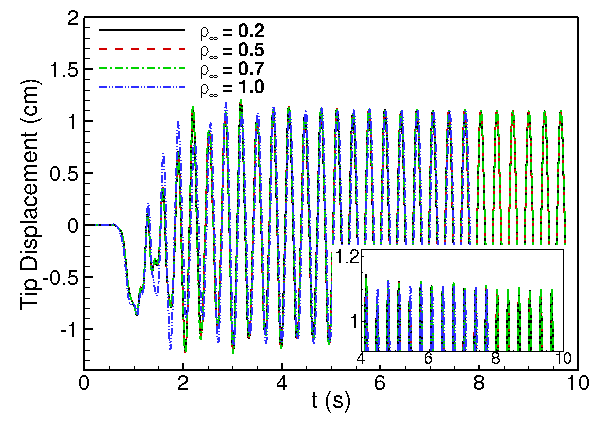 2
1.5
1
0.5
0
-0.5
-1
Tip Displacement (cm)
ρ∞ = 0.2
ρ∞ = 0.5
ρ∞ = 0.7
ρ∞ = 1.0
1.2
1
4 6 8 10
0 2 4 6 8 10
t (s)